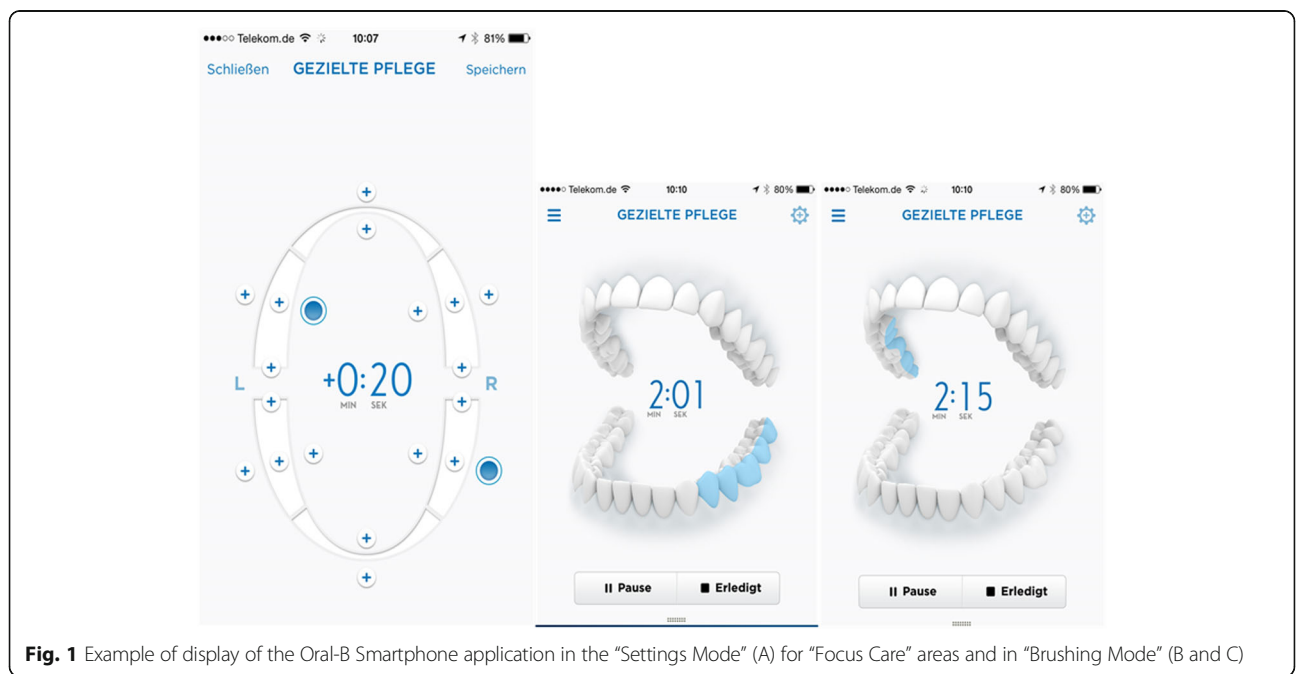 Telekom.de 10:07 81%
Schließen GEZIELTE PFLEGE Speichern
L +0:20 R
MIN SEK
Telekom.de 10:10 80%
GEZIELTE PFLEGE
2:01
MIN SEK
Pause Erledigt
Telekom.de 10:10 80%
GEZIELTE PFLEGE
2:15
MIN SEK
Pause Erledigt
Fig. 1 Example of display of the Oral-B Smartphone application in the “Settings Mode” (A) for “Focus Care” areas and in “Brushing Mode” (B and C)